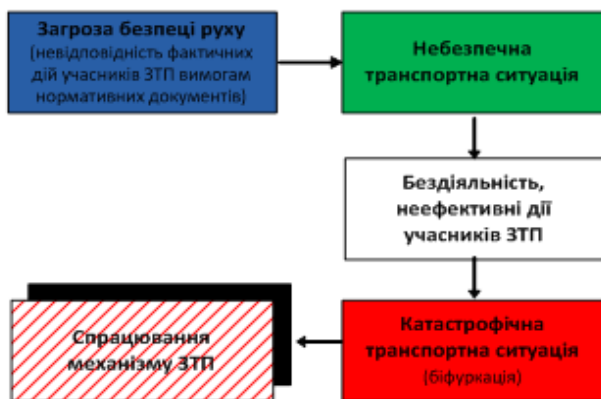 Загроза безпеці руху
(невідповідність фактичних
дій учасників ЗТП вимогам
нормативних документів)
Небезпечна
транспортна ситуація
Бездіяльність,
неефективні дії
учасників ЗТП
Катастрофічна
транспортна ситуація
(біфуркація)
Спрацювання
механізму ЗТП